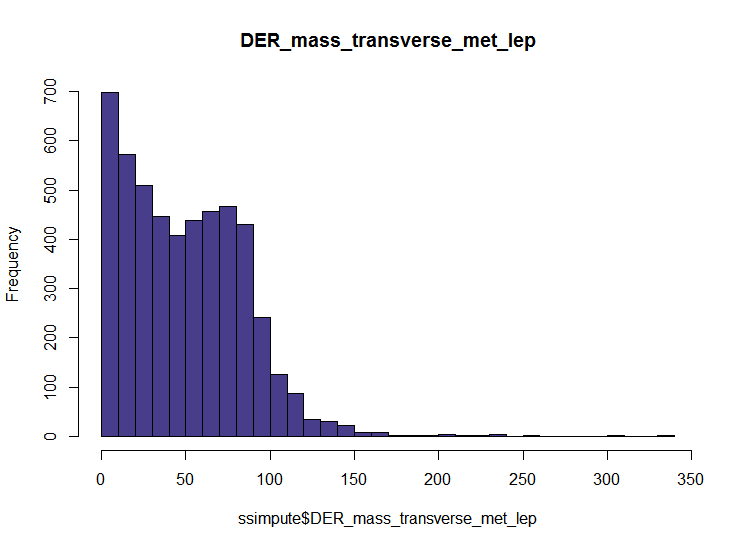 DER_mass_transverse_met_lep
Frequency
700
600
500
400
300
200
100
0
0 50 100 150 200 250 300 350
ssimpute$DER_mass_transverse_met_lep